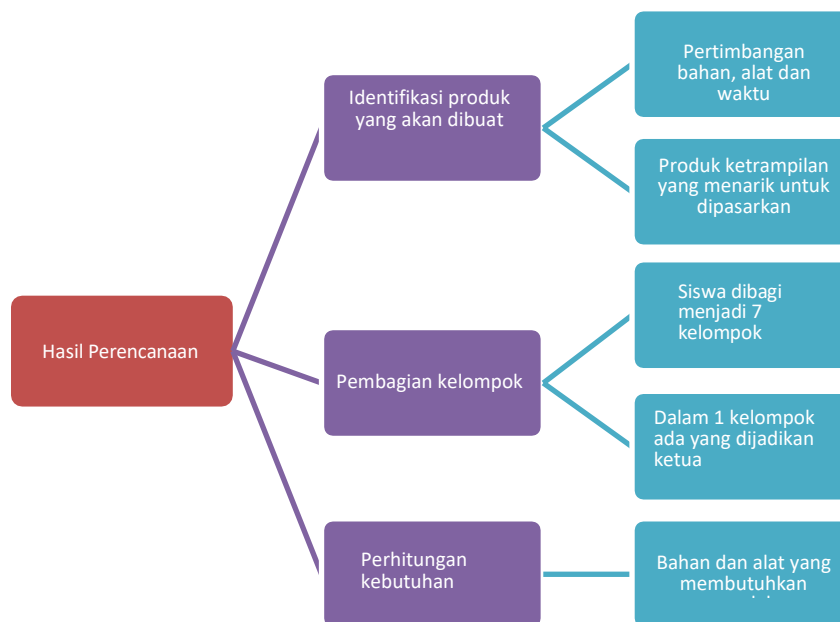 Hasil Perencanaan
Identifikasi produk
yang akan dibuat
Pertimbangan
bahan, alat dan
waktu
Produk ketrampilan
yang menarik untuk
dipasarkan
Pembagian kelompok
Siswa dibagi
menjadi 7
kelompok
Dalam 1 kelompok
ada yang dijadikan
ketua
Perhitungan
kebutuhan
Bahan dan alat yang
membutuhkan